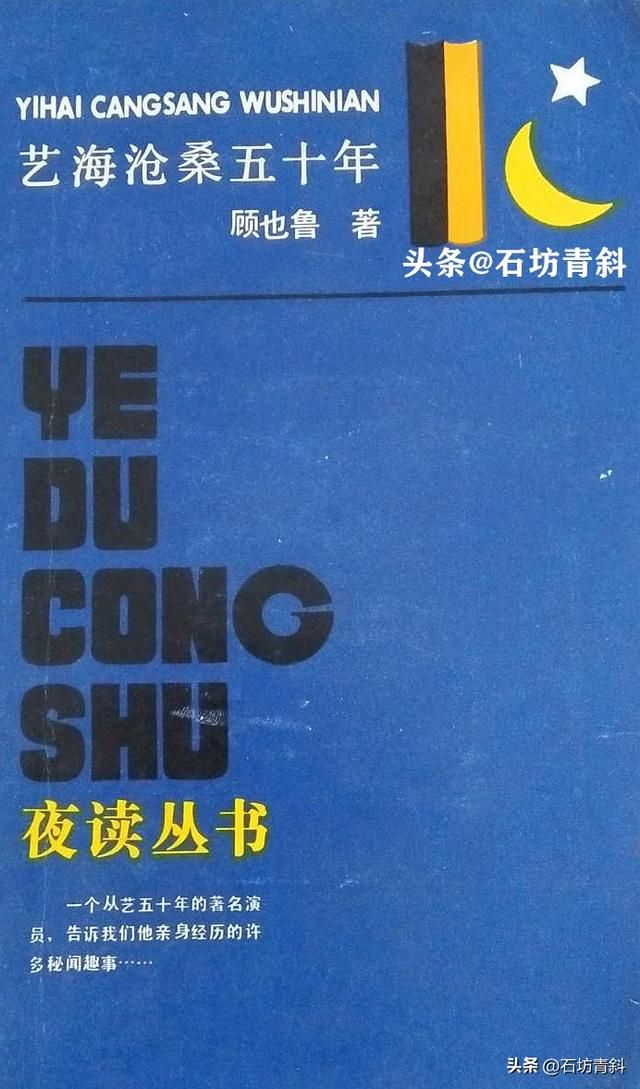 YIHAI CANGSANG WUSHINIAN
艺海沧桑五十年
顾也鲁 著
头条@石坊青斜
YE
DU
CONG
SHU
夜读丛书
一个从艺五十年的著名演
员，告诉我们他亲身经历的许
多秘闻趣事……
头条 @石坊青斜